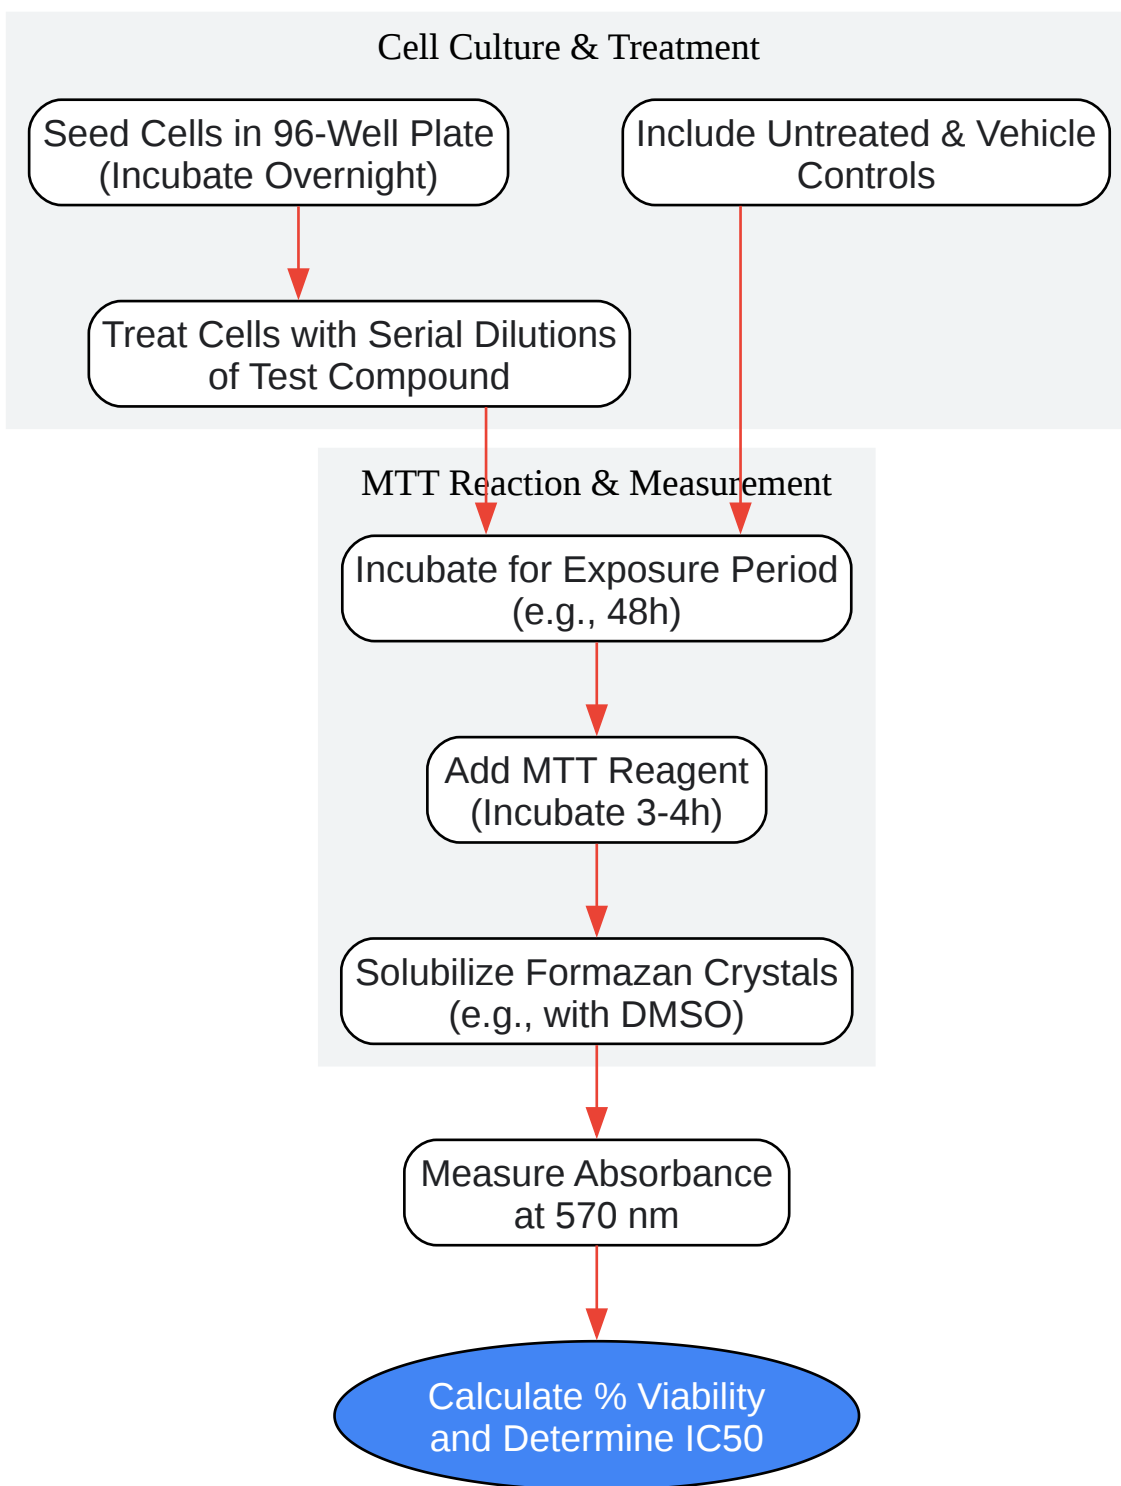 Cell Culture & Treatment
Seed Cells in 96-Well Plate
(Incubate Overnight)
Include Untreated & Vehicle
Controls
Treat Cells with Serial Dilutions
of Test Compound
MTT Reaction & Measurement
Incubate for Exposure Period
(e.g., 48h)
Add MTT Reagent
(Incubate 3-4h)
Solubilize Formazan Crystals
(e.g., with DMSO)
Measure Absorbance
at 570 nm
Calculate % Viability
and Determine IC50